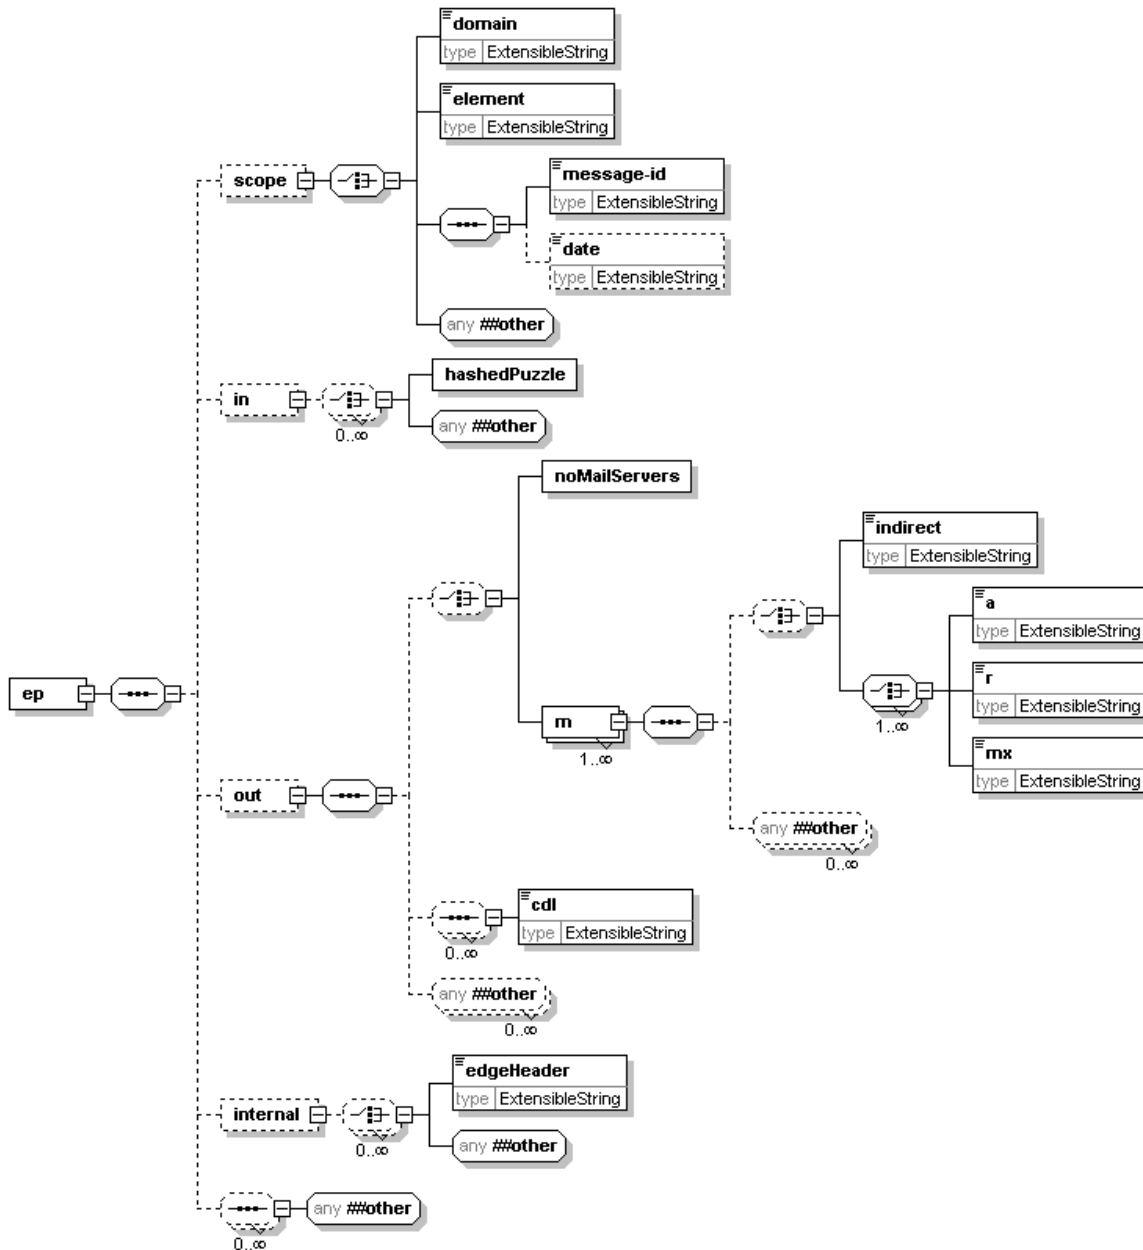 domain
type ExtensibleString
element
type ExtensibleString
scope
message-id
type ExtensibleString
date
type ExtensibleString
any ##other
hashedPuzzle
in
0..∞
any ##other
noMailServers
indirect
type ExtensibleString
a
type ExtensibleString
r
type ExtensibleString
ep
m
1..∞
1..∞
mx
type ExtensibleString
out
any ##other
0..∞
cdl
type ExtensibleString
0..∞
any ##other
0..∞
edgeHeader
type ExtensibleString
internal
0..∞
any ##other
any ##other
0..∞